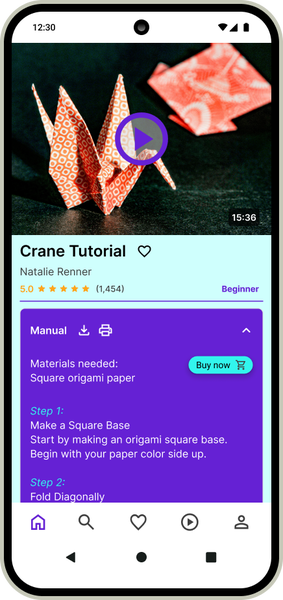 12:30
15:36
Crane Tutorial
Natalie Renner
5.0 (1,454)
Beginner
Manual
Materials needed:
Square origami paper
Buy now
Step 1:
Make a Square Base
Start by making an origami square base.
Begin with your paper color side up.
Step 2:
Fold Diagonally